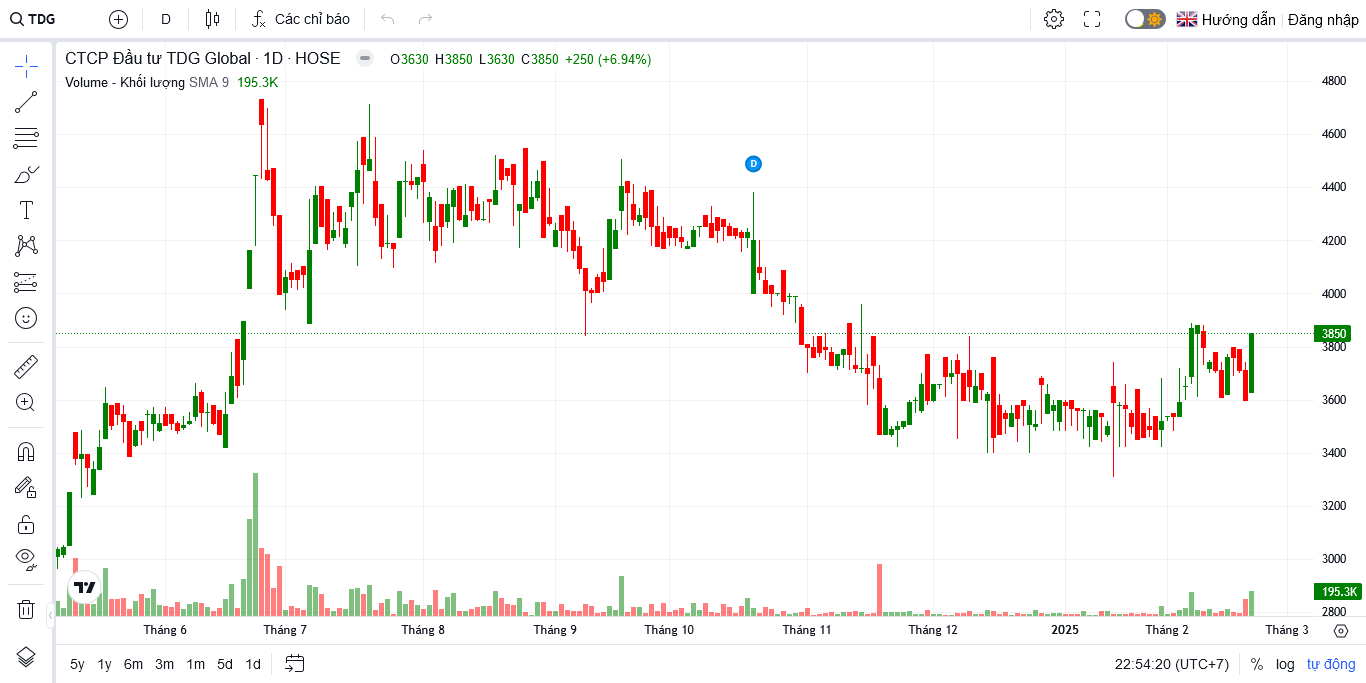 TDG D Các chỉ báo Hướng dẫn Đăng nhập
CTCP Đầu tư TDG Global · 1D · HOSE O3630 H3850 L3630 C3850 +250 (+6.94%)
Volume - Khối lượng SMA 9 195.3K
4800
4600
D
4400
4200
4000
3850
3800
3600
3400
3200
3000
195.3K
2800
Tháng 6 Tháng 7 Tháng 8 Tháng 9 Tháng 10 Tháng 11 Tháng 12 2025 Tháng 2 Tháng 3
5y 1y 6m 3m 1m 5d 1d 22:54:20 (UTC+7) % log tự động